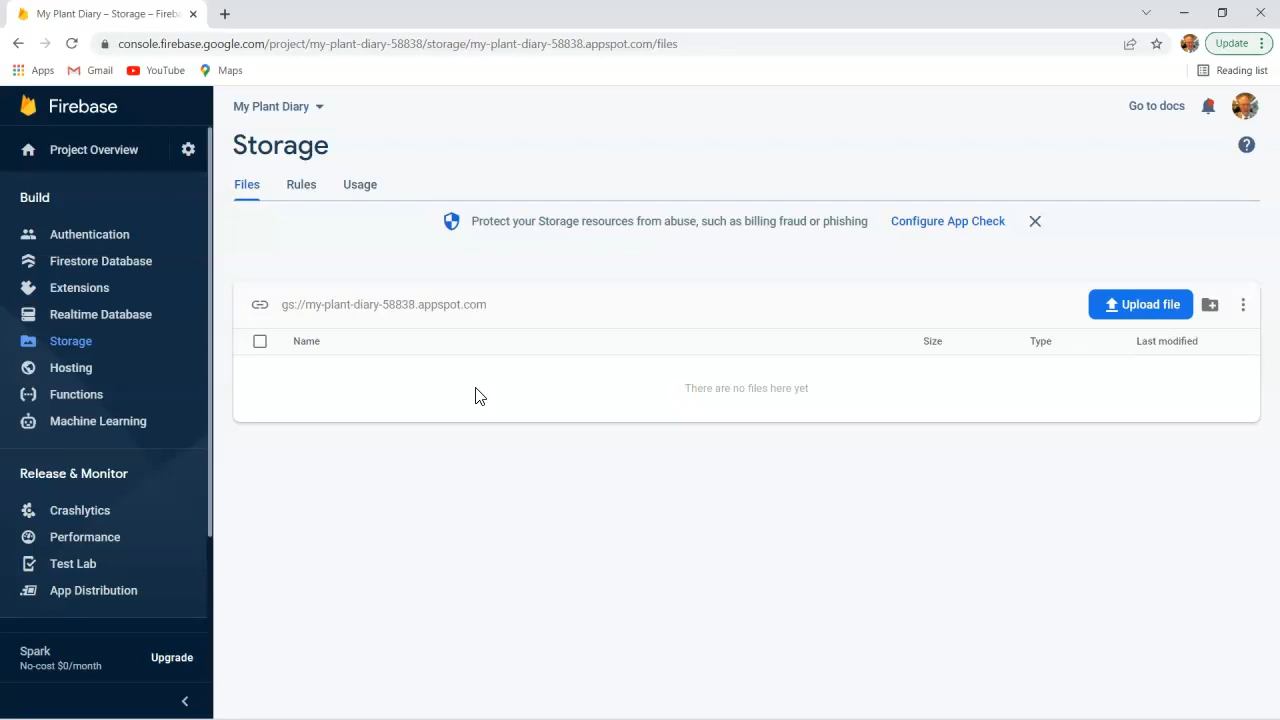 My Plant Diary – Storage – Fireba
console.firebase.google.com/project/my-plant-diary-58838/storage/my-plant-diary-58838.appspot.com/files
Update
Apps
Gmail
YouTube
Maps
Reading list
Firebase
Project Overview
Build
Authentication
Firestore Database
Extensions
Realtime Database
Storage
Hosting
Functions
Machine Learning
Release & Monitor
Crashlytics
Performance
Test Lab
App Distribution
Spark
No-cost $0/month
Upgrade
My Plant Diary
Go to docs
Storage
Files
Rules
Usage
Protect your Storage resources from abuse, such as billing fraud or phishing
Configure App Check
gs://my-plant-diary-58838.appspot.com
Upload file
Name
Size
Type
Last modified
There are no files here yet